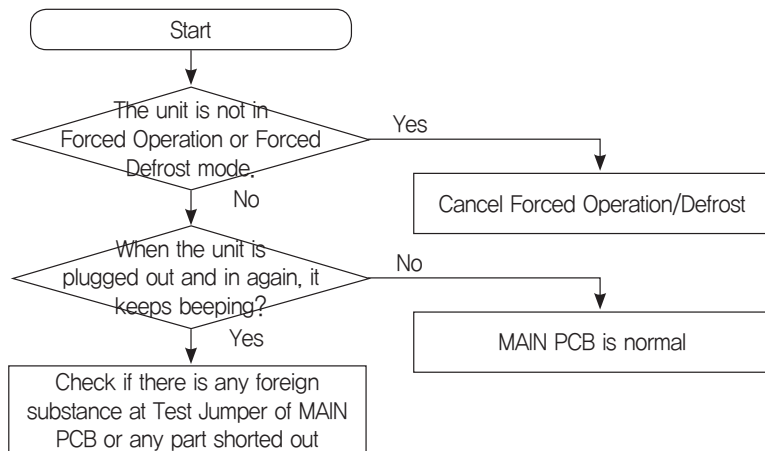 Start
The unit is not in
Forced Operation or Forced
Defrost mode.
Yes
Cancel Forced Operation/Defrost
No
When the unit is
plugged out and in again, it
keeps beeping?
No
MAIN PCB is normal
Yes
Check if there is any foreign
substance at Test Jumper of MAIN
PCB or any part shorted out